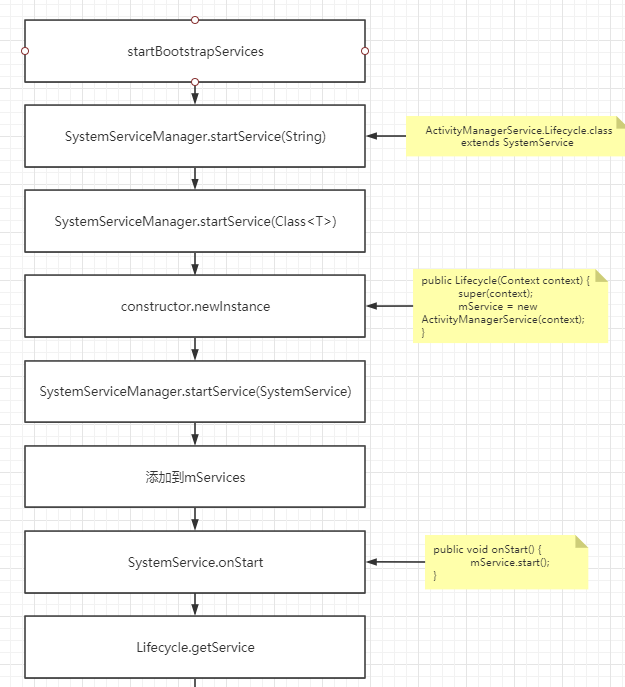 startBootstrapServices
SystemServiceManager.startService(String)
ActivityManagerService.Lifecycle.class
extends SystemService
SystemServiceManager.startService(Class<T>)
constructor.newInstance
public Lifecycle(Context context) {
super(context);
mService = new
ActivityManagerService(context);
}
SystemServiceManager.startService(SystemService)
添加到mServices
SystemService.onStart
public void onStart() {
mService.start();
}
Lifecycle.getService